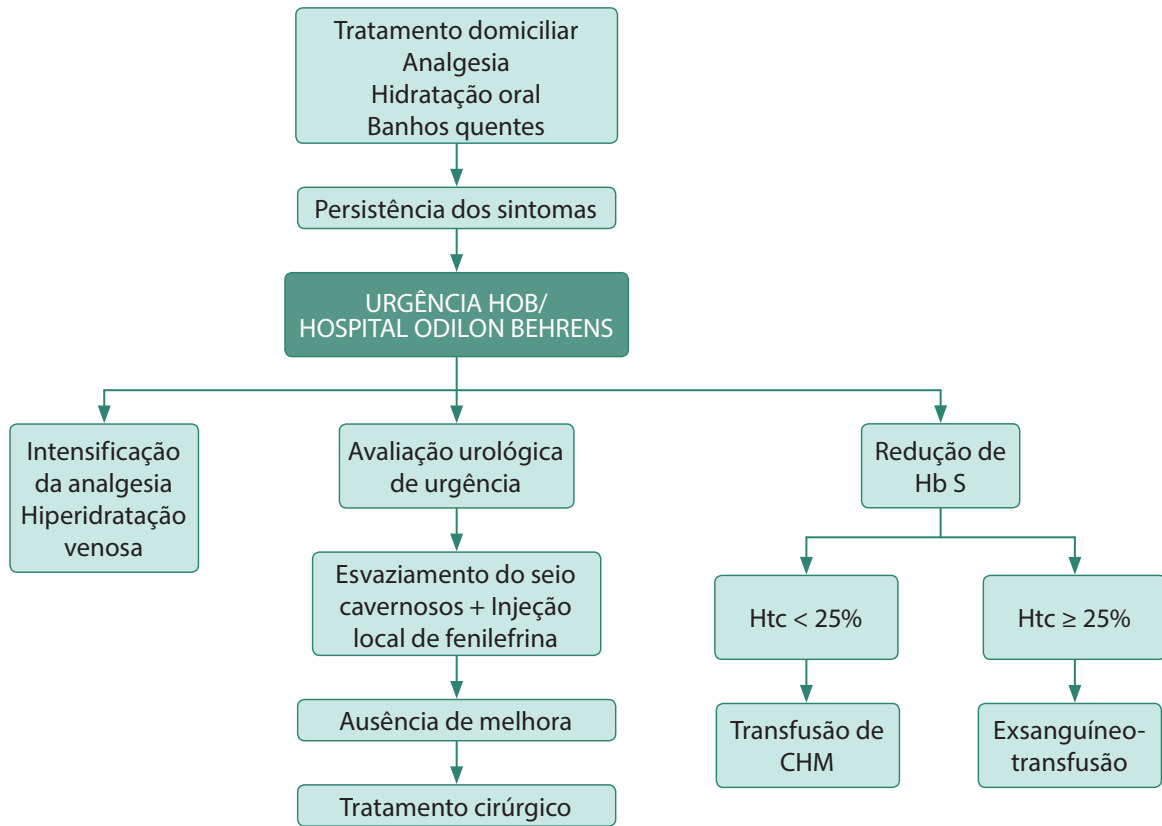 Tratamento domiciliar
Analgesia
Hidratação oral
Banhos quentes
Persistência dos sintomas
URGÊNCIA HOB/
HOSPITAL ODILON BEHRENS
Intensificação
da analgesia
Hiperidratação
venosa
Avaliação urológica
de urgência
Esvaziamento do seio
cavernosos + Injeção
local de fenilefrina
Ausência de melhora
Tratamento cirúrgico
Redução de
Hb S
Htc < 25%
Transfusão de
CHM
Htc ≥ 25%
Exsanguíneo-
transfusão